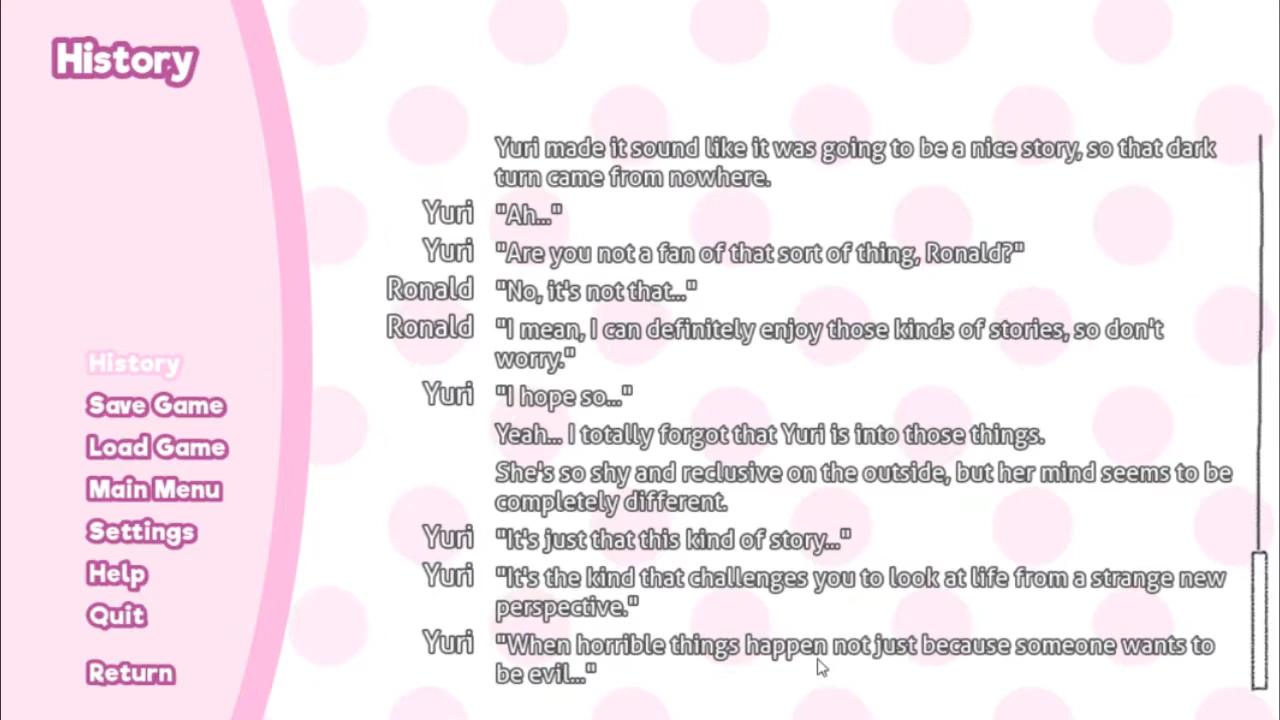 History
Yuri made it sound like it was going to be a nice story, so that dark
turn came from nowhere.
Yuri "Ah..."
Yuri "Are you not a fan of that sort of thing, Ronald?"
Ronald "No, it's not that..."
Ronald "I mean, I can definitely enjoy those kinds of stories, so don't
worry."
Yuri "I hope so..."
Yeah... I totally forgot that Yuri is into those things.
She's so shy and reclusive on the outside, but her mind seems to be
completely different.
Yuri "It's just that this kind of story..."
Yuri "It's the kind that challenges you to look at life from a strange new
perspective."
Yuri "When horrible things happen not just because someone wants to
be evil..."
History
Save Game
Load Game
Main Menu
Settings
Help
Quit
Return